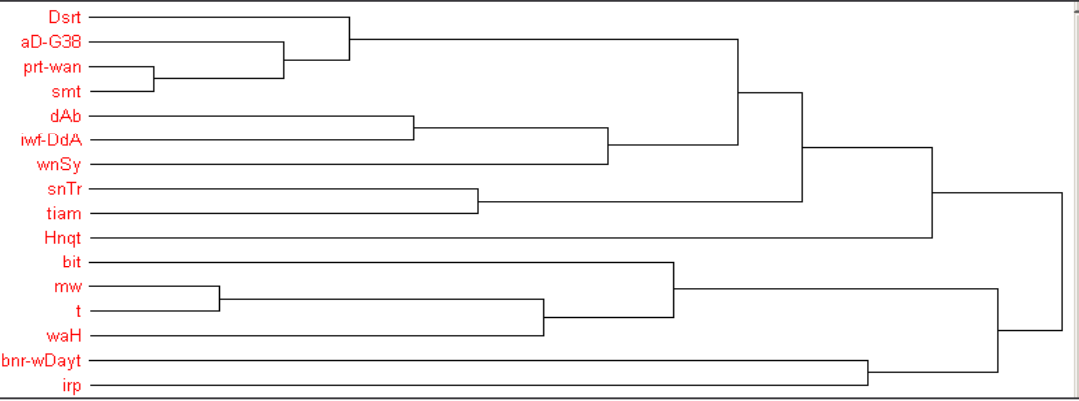 Dsrt
aD-G38
prt-wan
smt
dAb
iwf-DdA
wnSy
snTr
tiam
Hnqt
bit
mw
t
waH
bnr-wDayt
irp